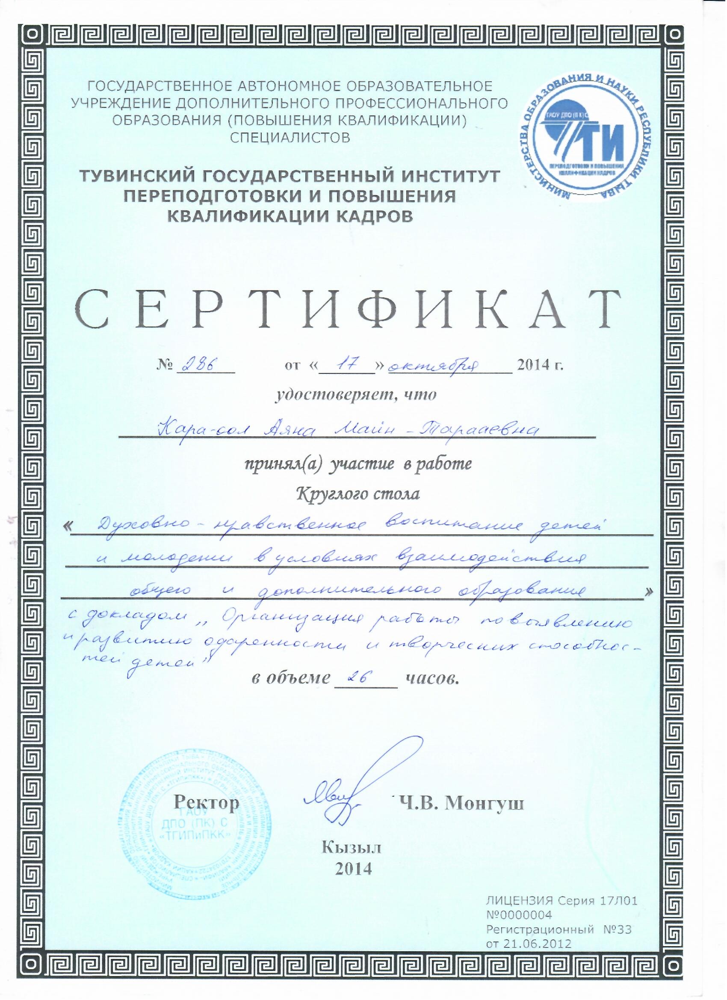 ГОСУДАРСТВЕННОЕ АВТОНОМНОЕ ОБРАЗОВАТЕЛЬНОЕ
УЧРЕЖДЕНИЕ ДОПОЛНИТЕЛЬНОГО ПРОФЕССИОНАЛЬНОГО
ОБРАЗОВАНИЯ (ПОВЫШЕНИЯ КВАЛИФИКАЦИИ)
СПЕЦИАЛИСТОВ
МИНИСТЕРСТВА ОБРАЗОВАНИЯ И НАУКИ РЕСПУБЛИКИ ТЫВА
ГАОУ ДПО (ПК) С
ТИ
ПЕРЕПОДГОТОВКИ И ПОВЫШЕНИЯ
КВАЛИФИКАЦИИ КАДРОВ
ТУВИНСКИЙ ГОСУДАРСТВЕННЫЙ ИНСТИТУТ
ПЕРЕПОДГОТОВКИ И ПОВЫШЕНИЯ
КВАЛИФИКАЦИИ КАДРОВ
СЕРТИФИКАТ
№ 286 от « 17 » октября 2014 г.
удостоверяет, что
Кара-оол Аяна Маин-Тарааевна
принял(а) участие в работе
Круглого стола
« Духовно-нравственное воспитание детей
и молодежи в условиях взаимодействия
общего и дополнительного образования »
с докладом „Организация работы по выявлению
и развитию одаренности и творческих способнос-
тей детей"
в объеме 26 часов.
Ректор Ч.В. Монгуш
ГАОУ
ДПО (ПК) С
«ТГИПиПКК»
Кызыл
2014
ЛИЦЕНЗИЯ Серия 17Л01
№0000004
Регистрационный №33
от 21.06.2012